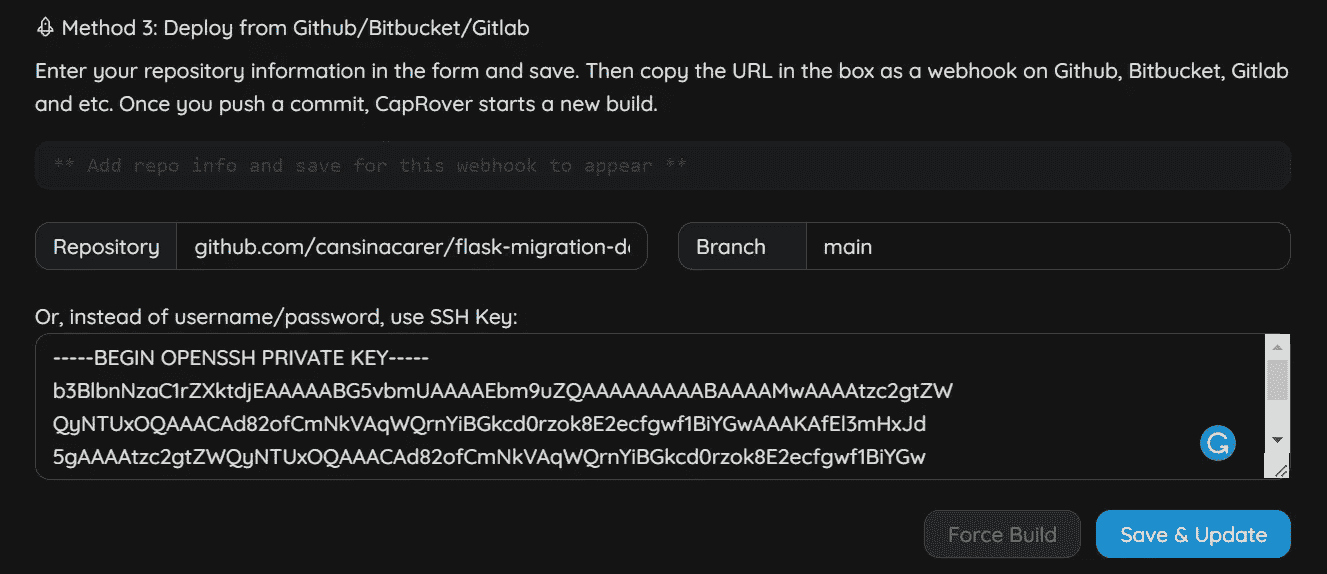 Method 3: Deploy from Github/Bitbucket/Gitlab
Enter your repository information in the form and save. Then copy the URL in the box as a webhook on Github, Bitbucket, Gitlab
and etc. Once you push a commit, CapRover starts a new build.
** Add repo info and save for this webhook to appear **
Repository github.com/cansinacarer/flask-migration-de Branch main
Or, instead of username/password, use SSH Key:
-----BEGIN OPENSSH PRIVATE KEY-----
b3BlbnNzaC1rZXktdjEAAAAABG5vbmUAAAAEbm9uZQAAAAAAAAABAAAAMwAAAAtzc2gtZW
QyNTUxOQAAACAd82ofCmNkVAqWQrnYiBGkcd0rzok8E2ecfgwf1BiYGwAAAKAfEl3mHxJd
5gAAAAtzc2gtZWQyNTUxOQAAACAd82ofCmNkVAqWQrnYiBGkcd0rzok8E2ecfgwf1BiYGw
Force Build Save & Update